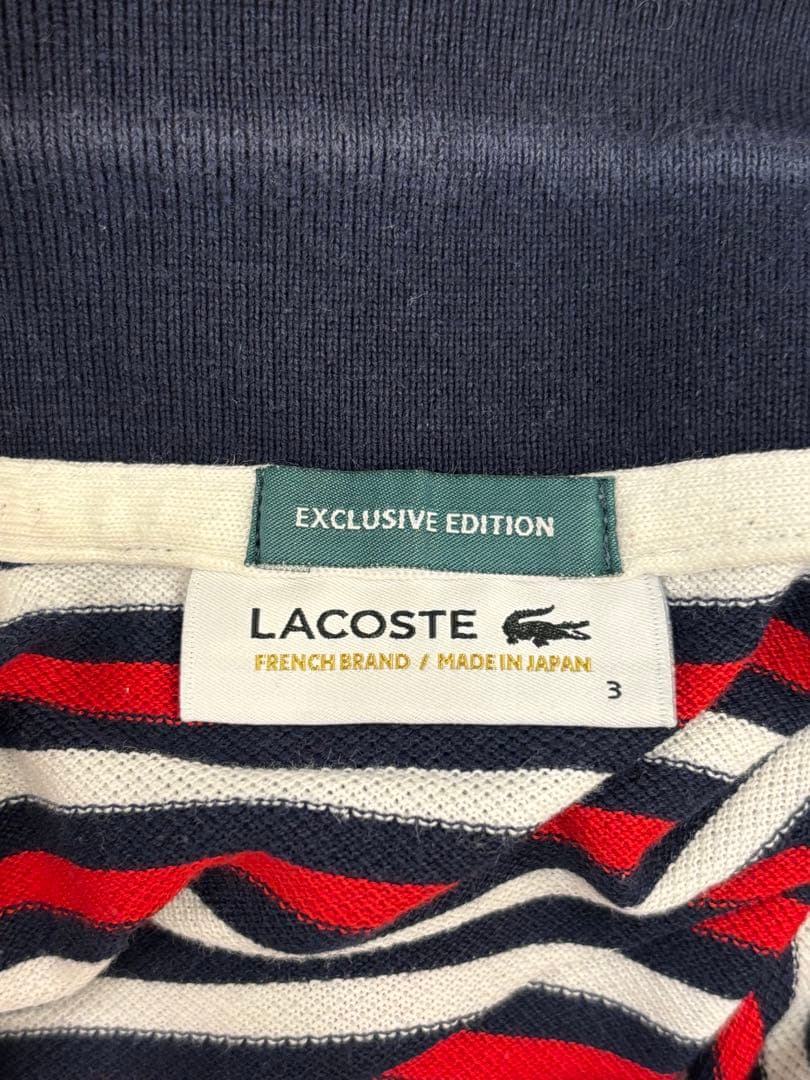 EXCLUSIVE EDITION
LACOSTE
FRENCH BRAND / MADE IN JAPAN
3